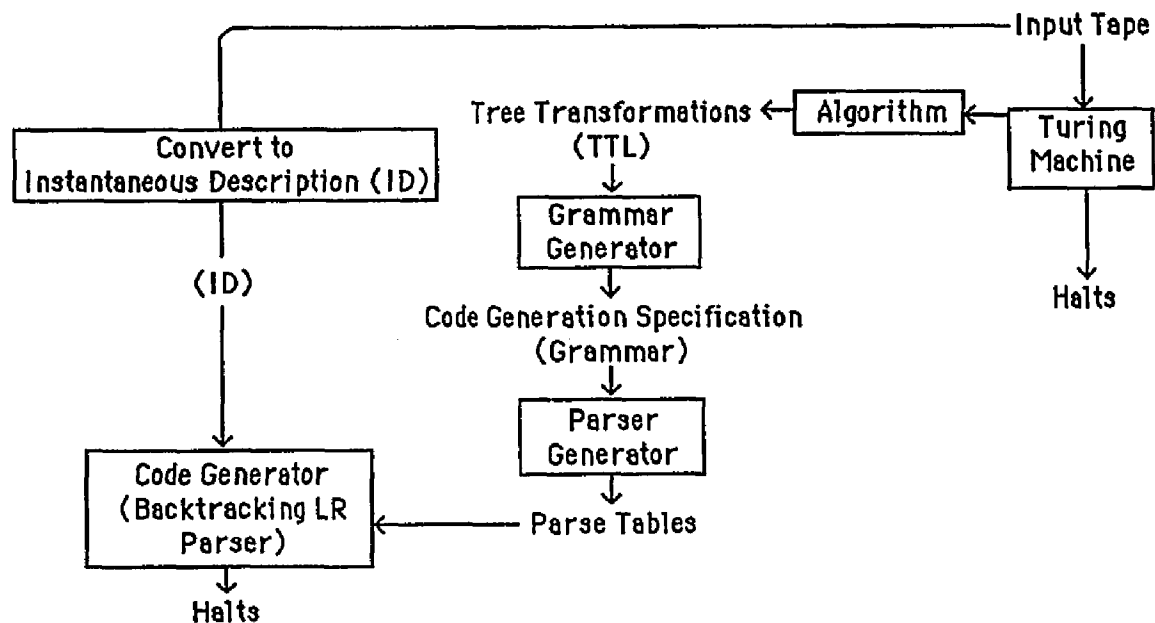 Input Tape
Tree Transformations
(TTL)
Algorithm
Turing
Machine
Convert to
Instantaneous Description (ID)
Grammar
Generator
(ID)
Halts
Code Generation Specification
(Grammar)
Parser
Generator
Code Generator
(Backtracking LR
Parser)
Parse Tables
Halts